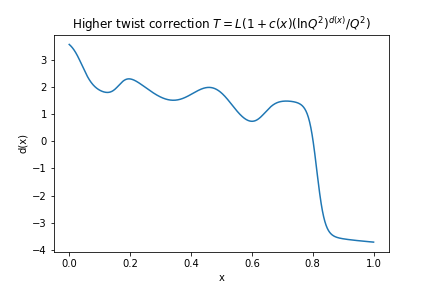 Higher twist correction T = L(1 + c(x)(lnQ²)^{d(x)}/Q²)
d(x)
3
2
1
0
−1
−2
−3
−4
0.0 0.2 0.4 0.6 0.8 1.0
x